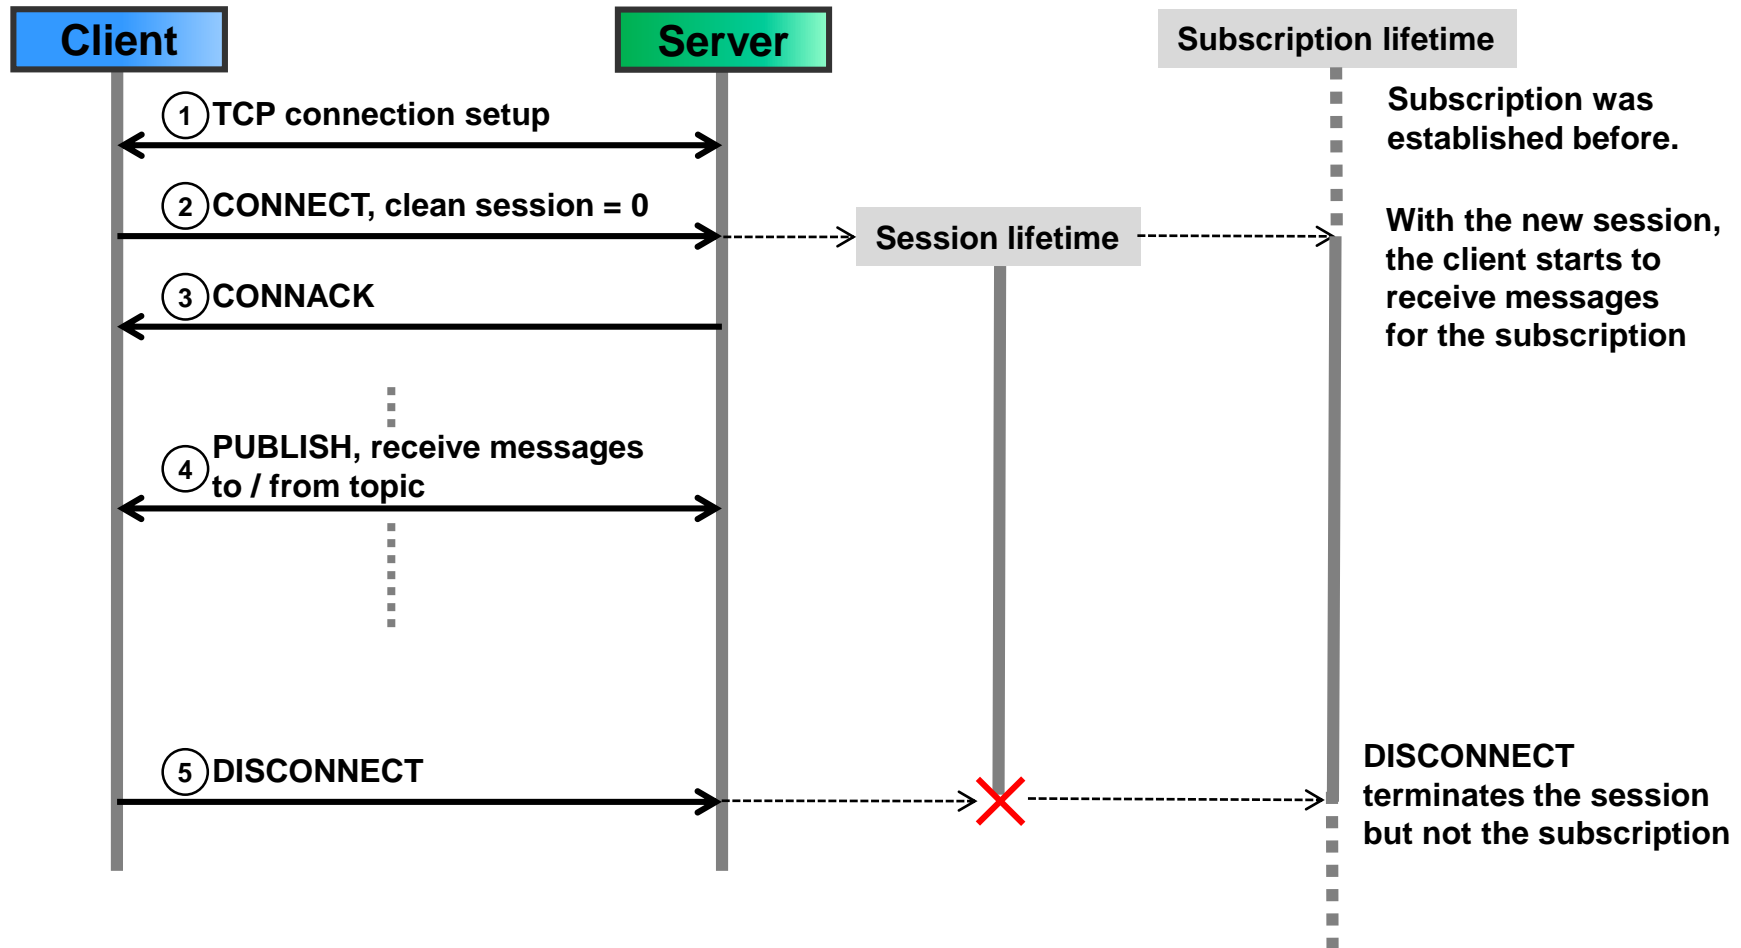 Client
Server
Subscription lifetime
1 TCP connection setup
Subscription was
established before.
2 CONNECT, clean session = 0
Session lifetime
With the new session,
the client starts to
receive messages
for the subscription
3 CONNACK
4 PUBLISH, receive messages
to / from topic
5 DISCONNECT
DISCONNECT
terminates the session
but not the subscription